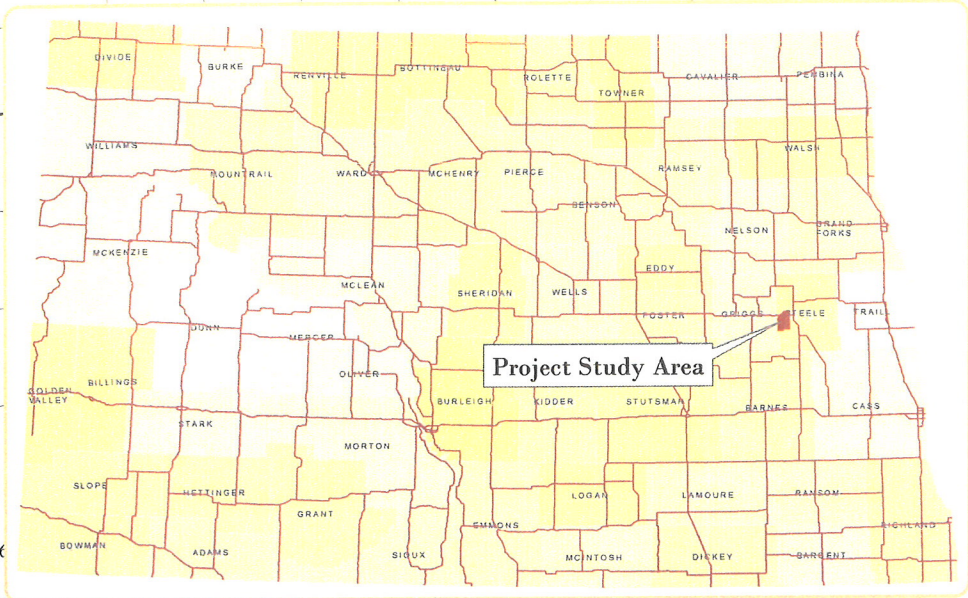 DIVIDE
BURKE
RENVILLE
BOTTINEAU
ROLETTE
TOWNER
CAVALIER
PEMBINA
WILLIAMS
MOUNTRAIL
WARD
MCHENRY
PIERCE
RAMSEY
WALSH
BENSON
NELSON
GRAND
FORKS
MCKENZIE
MCLEAN
SHERIDAN
WELLS
EDDY
FOSTER
GRIGGS
STEELE
TRAILL
DUNN
MERCER
OLIVER
Project Study Area
GOLDEN
VALLEY
BILLINGS
BURLEIGH
KIDDER
STUTSMAN
BARNES
CASS
STARK
MORTON
SLOPE
HETTINGER
GRANT
LOGAN
LAMOURE
RANSOM
EMMONS
RICHLAND
BOWMAN
ADAMS
SIOUX
MCINTOSH
DICKEY
SARGENT